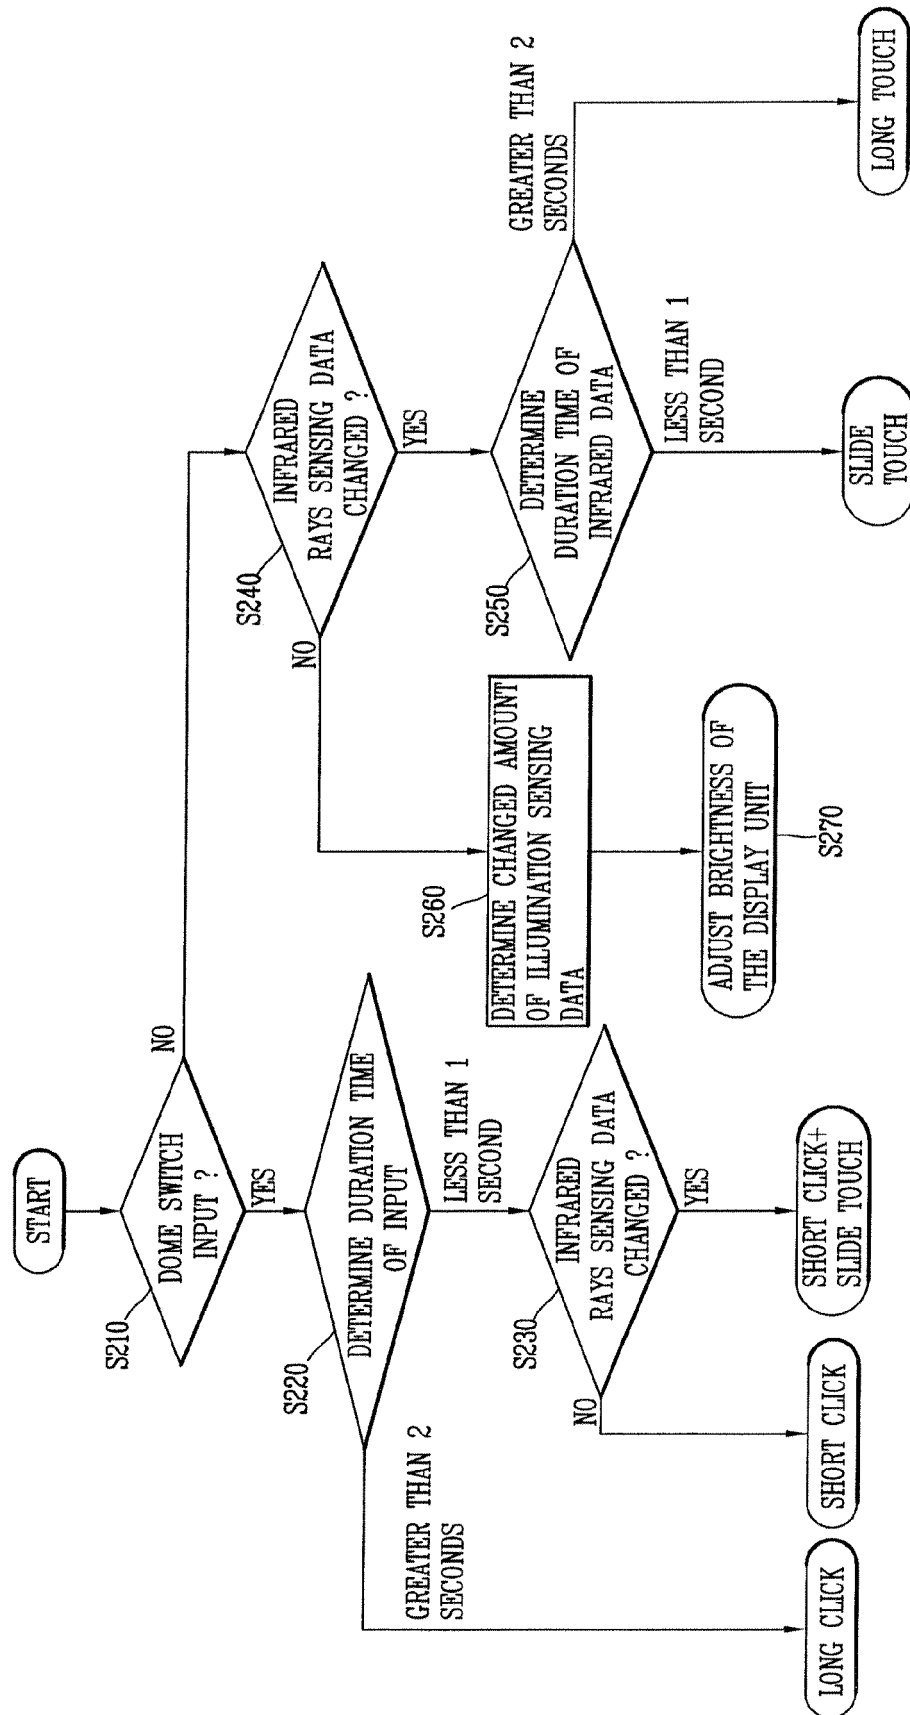 START
S210
DOME SWITCH
INPUT ?
NO
YES
S220
DETERMINE DURATION TIME
OF INPUT
GREATER THAN 2
SECONDS
LESS THAN 1
SECOND
S230
INFRARED
RAYS SENSING DATA
CHANGED ?
NO
YES
LONG CLICK
SHORT CLICK
SHORT CLICK+
SLIDE TOUCH
S240
INFRARED
RAYS SENSING DATA
CHANGED ?
NO
YES
S260
DETERMINE CHANGED AMOUNT
OF ILLUMINATION SENSING
DATA
ADJUST BRIGHTNESS OF
THE DISPLAY UNIT
S270
S250
DETERMINE
DURATION TIME OF
INFRARED DATA
GREATER THAN 2
SECONDS
LESS THAN 1
SECOND
SLIDE
TOUCH
LONG TOUCH